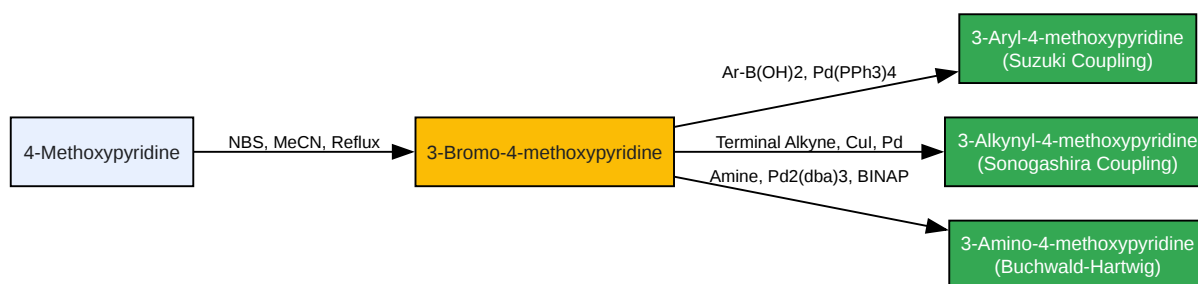 3-Aryl-4-methoxypyridine
(Suzuki Coupling)
Ar-B(OH)2, Pd(PPh3)4
4-Methoxypyridine
NBS, MeCN, Reflux
3-Bromo-4-methoxypyridine
Terminal Alkyne, CuI, Pd
3-Alkynyl-4-methoxypyridine
(Sonogashira Coupling)
Amine, Pd2(dba)3, BINAP
3-Amino-4-methoxypyridine
(Buchwald-Hartwig)